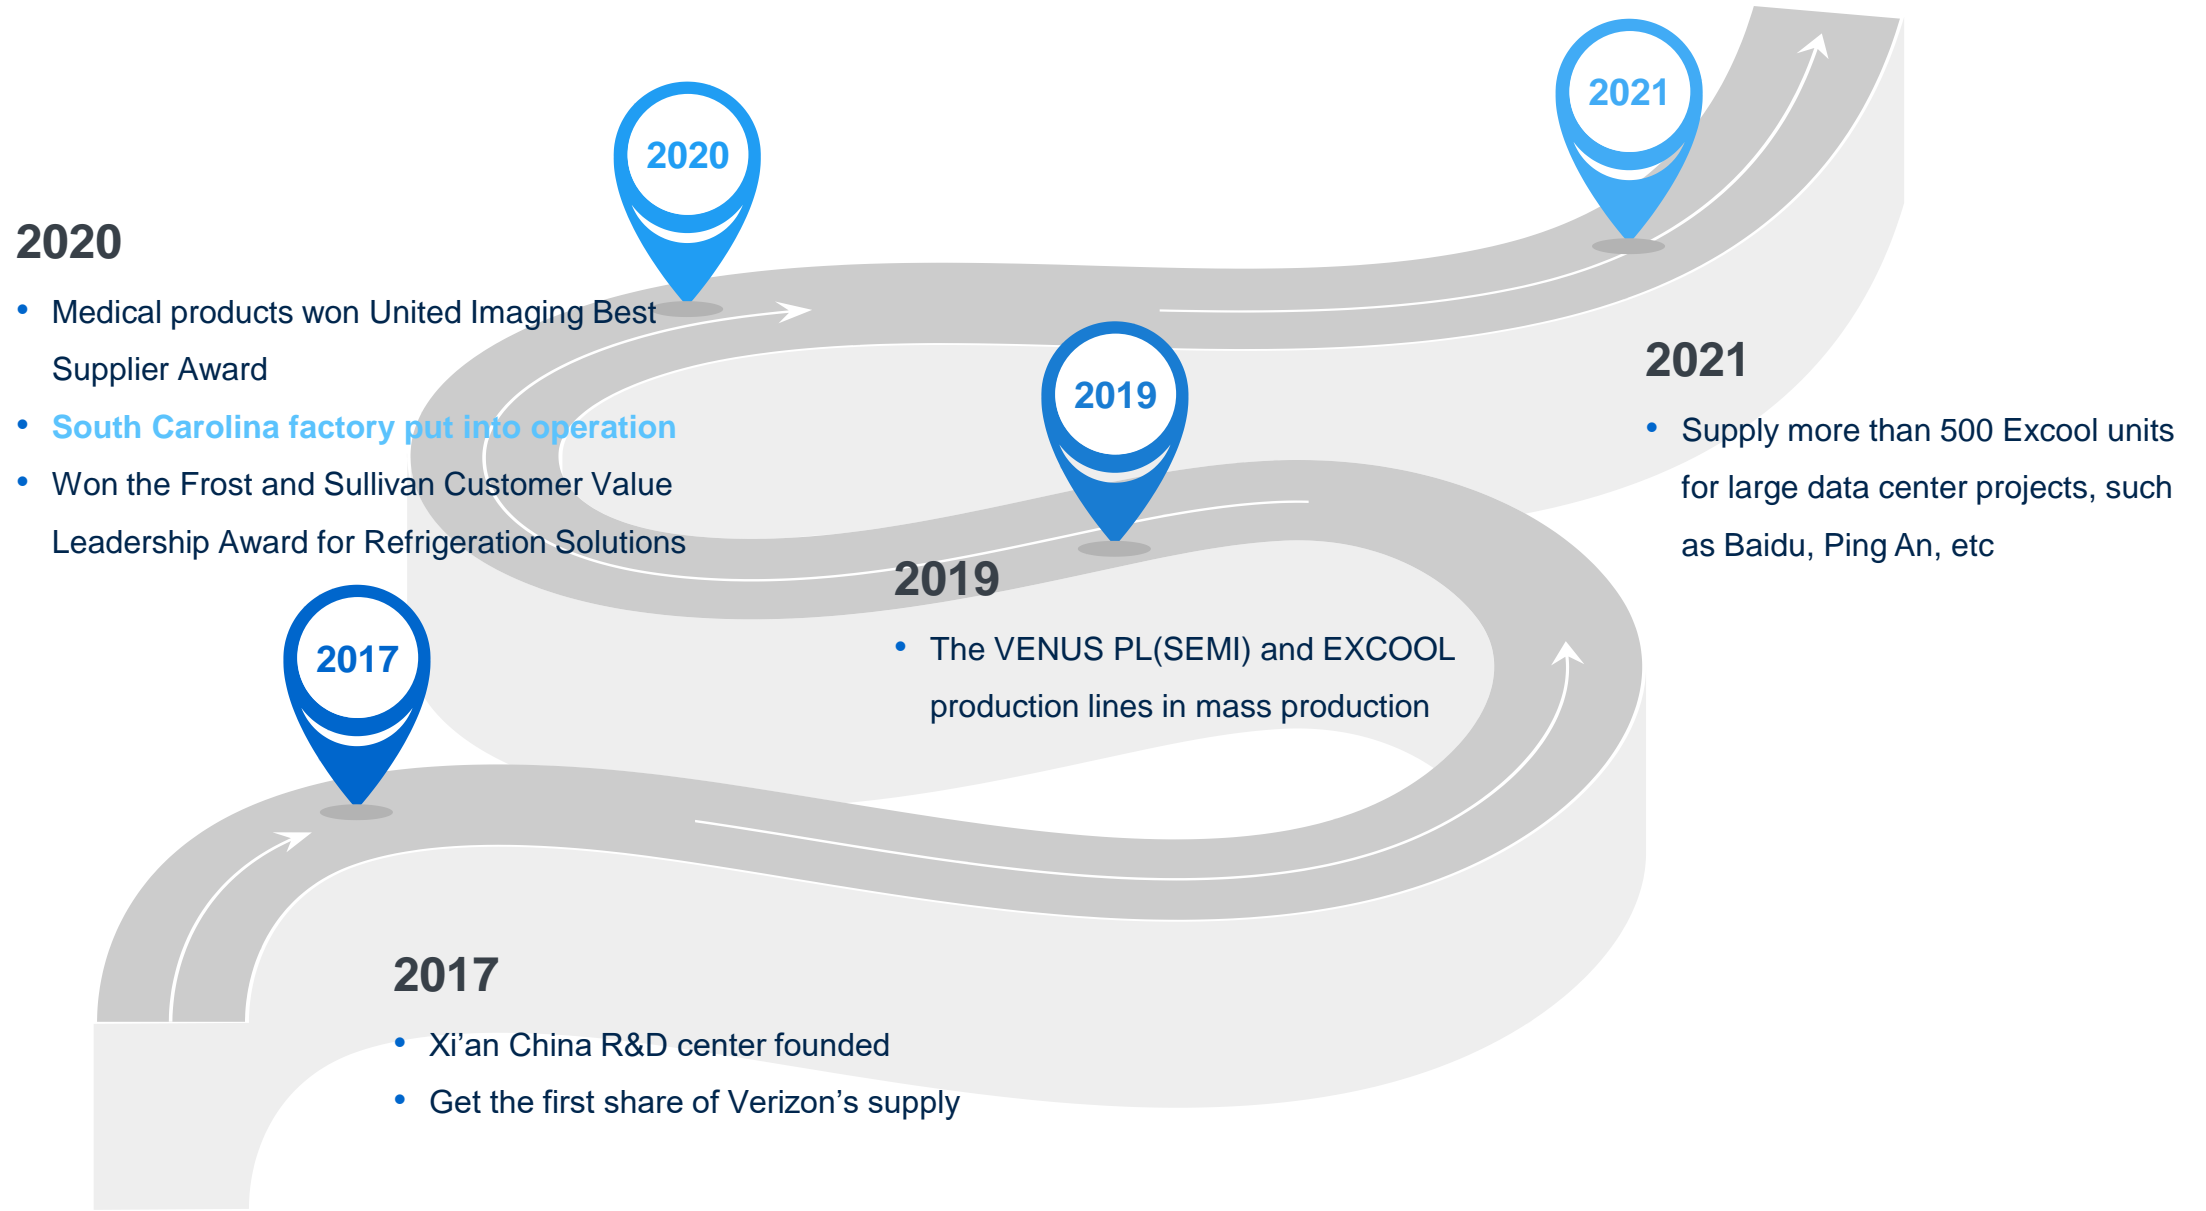 2021
2020
2020
• Medical products won United Imaging Best
Supplier Award
• South Carolina factory put into operation
• Won the Frost and Sullivan Customer Value
Leadership Award for Refrigeration Solutions
2019
2021
• Supply more than 500 Excool units
for large data center projects, such
as Baidu, Ping An, etc
2019
• The VENUS PL(SEMI) and EXCOOL
production lines in mass production
2017
2017
• Xi’an China R&D center founded
• Get the first share of Verizon’s supply